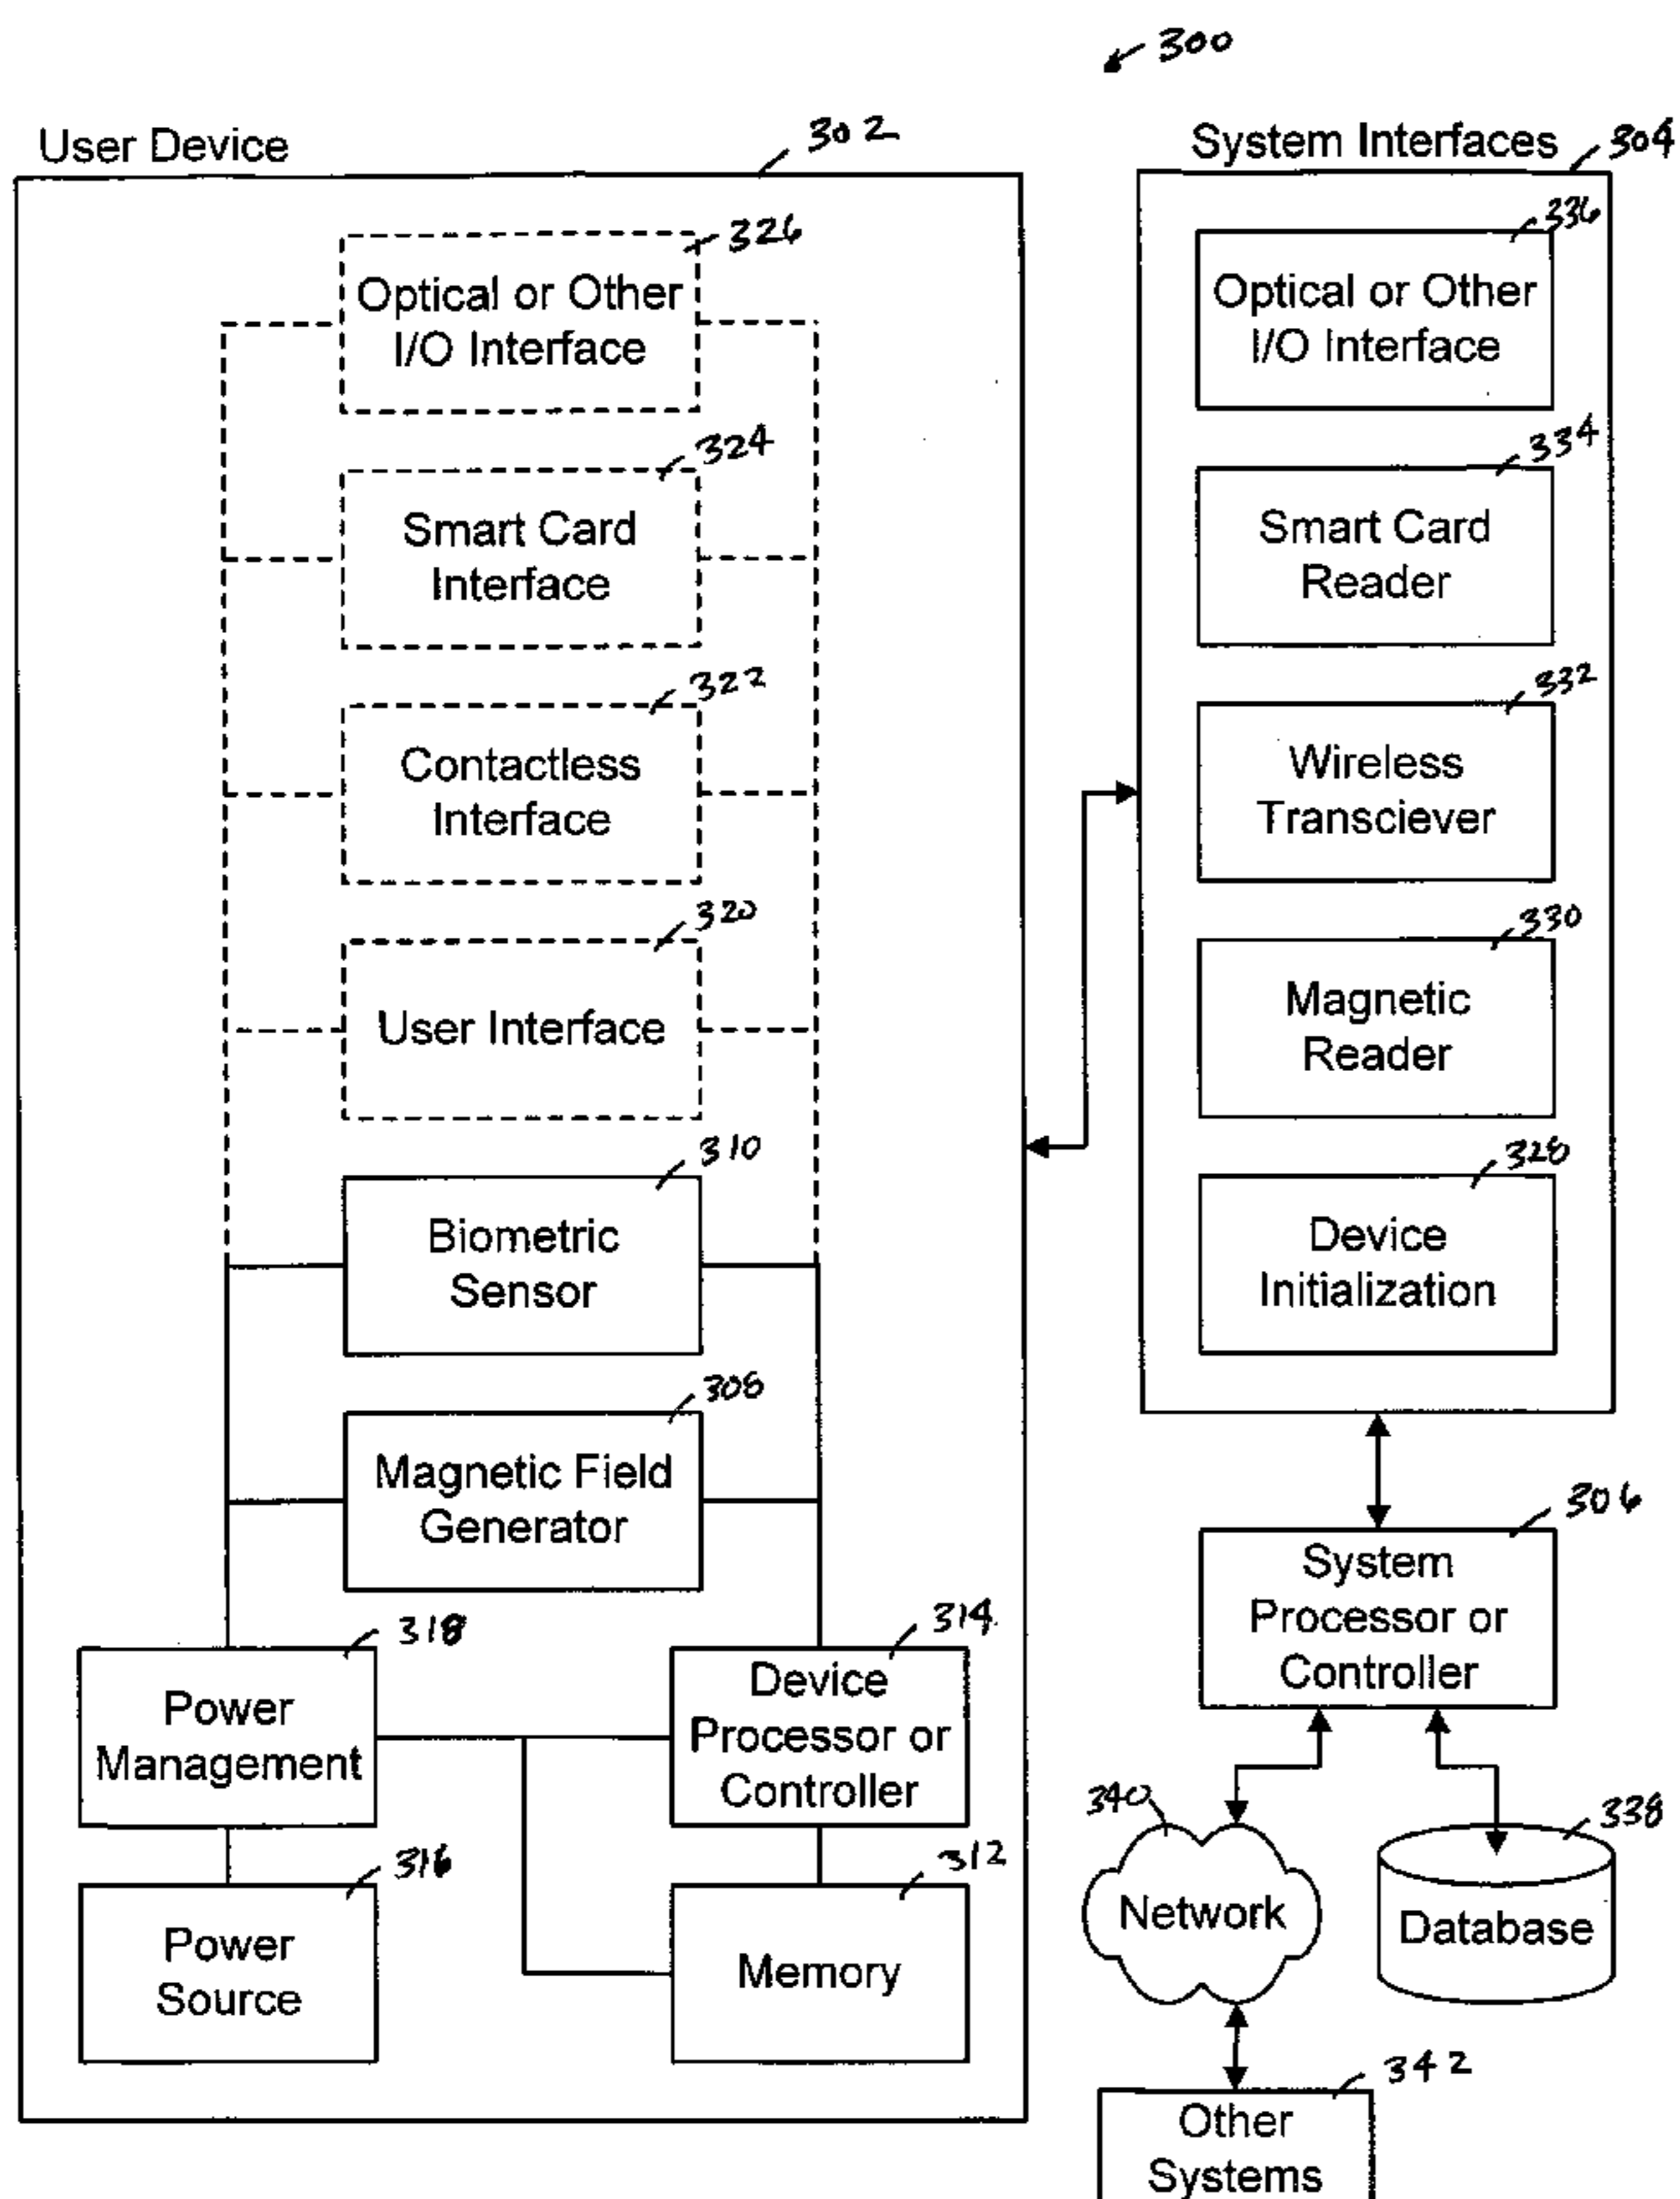 300
User Device
302
System Interfaces
304
326
Optical or Other
I/O Interface
336
Optical or Other
I/O Interface
324
Smart Card
Interface
334
Smart Card
Reader
322
Contactless
Interface
332
Wireless
Transciever
320
User Interface
330
Magnetic
Reader
310
Biometric
Sensor
328
Device
Initialization
308
Magnetic Field
Generator
306
System
Processor or
Controller
318
Power
Management
314
Device
Processor or
Controller
340
Network
338
Database
316
Power
Source
312
Memory
342
Other
Systems